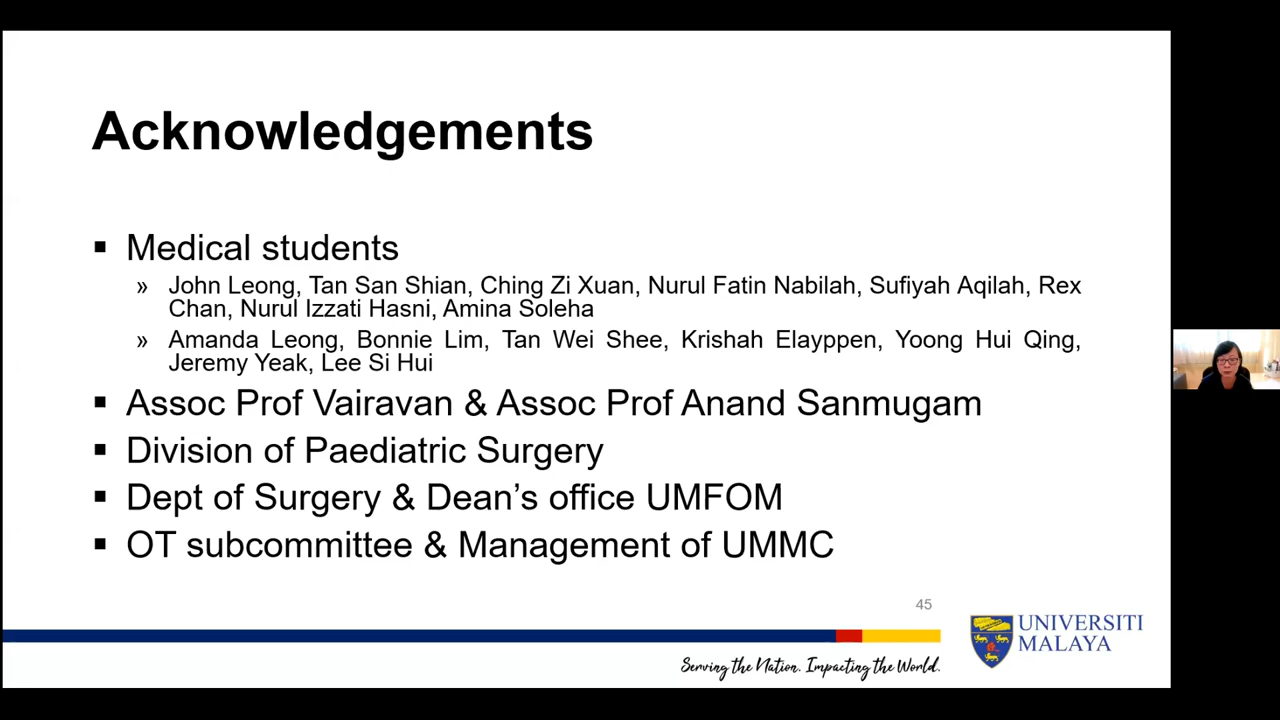 Acknowledgements
▪ Medical students
» John Leong, Tan San Shian, Ching Zi Xuan, Nurul Fatin Nabilah, Sufiyah Aqilah, Rex
Chan, Nurul Izzati Hasni, Amina Soleha
» Amanda Leong, Bonnie Lim, Tan Wei Shee, Krishah Elayppen, Yoong Hui Qing,
Jeremy Yeak, Lee Si Hui
▪ Assoc Prof Vairavan & Assoc Prof Anand Sanmugam
▪ Division of Paediatric Surgery
▪ Dept of Surgery & Dean’s office UMFOM
▪ OT subcommittee & Management of UMMC
45
UNIVERSITI
MALAYA
Serving the Nation. Impacting the World.